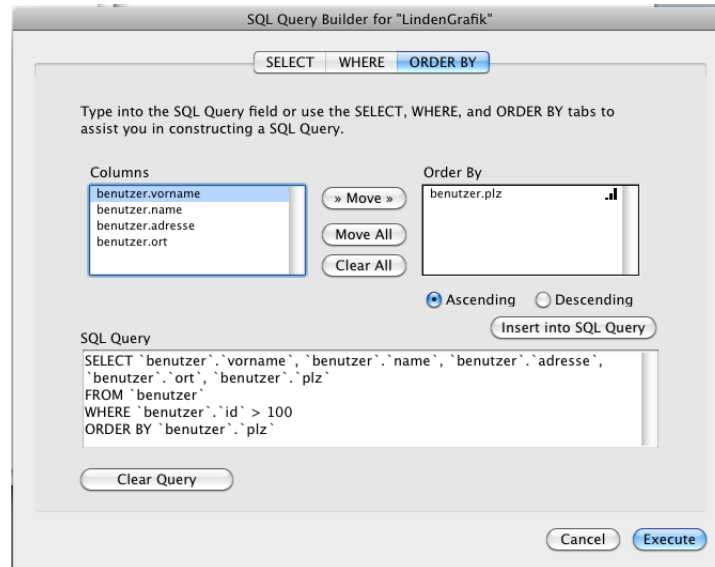 SQL Query Builder for "LindenGrafik"
SELECT WHERE ORDER BY
Type into the SQL Query field or use the SELECT, WHERE, and ORDER BY tabs to
assist you in constructing a SQL Query.
Columns
benutzer.vorname
benutzer.name
benutzer.adresse
benutzer.ort
» Move »
Move All
Clear All
Order By
benutzer.plz
Ascending Descending
Insert into SQL Query
SQL Query
SELECT `benutzer`.`vorname`, `benutzer`.`name`, `benutzer`.`adresse`,
`benutzer`.`ort`, `benutzer`.`plz`
FROM `benutzer`
WHERE `benutzer`.`id` > 100
ORDER BY `benutzer`.`plz`
Clear Query
Cancel Execute